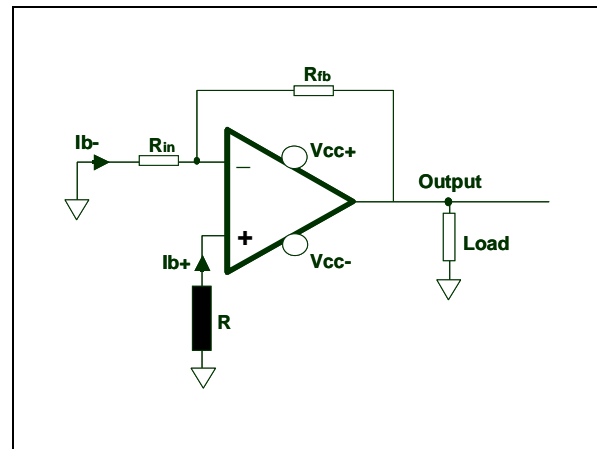 Rfb
Ib-
Rin
Vcc+
−
Output
+
Ib+
Vcc-
Load
R